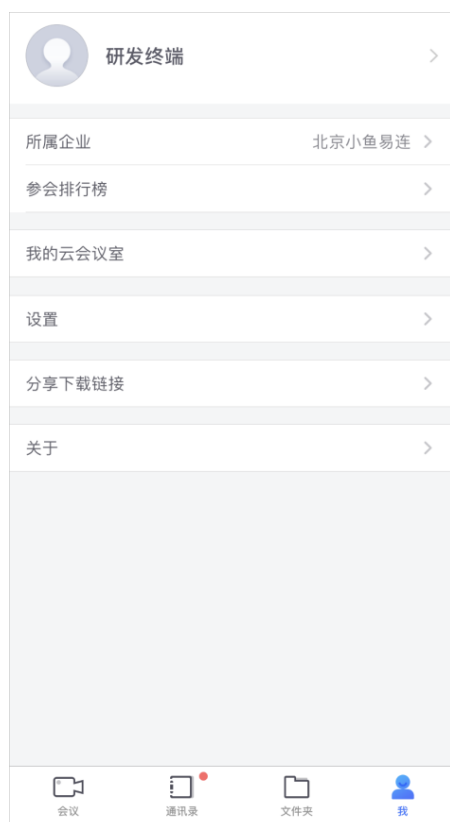 研发终端
所属企业 北京小鱼易连
参会排行榜
我的云会议室
设置
分享下载链接
关于
会议 通讯录 文件夹 我